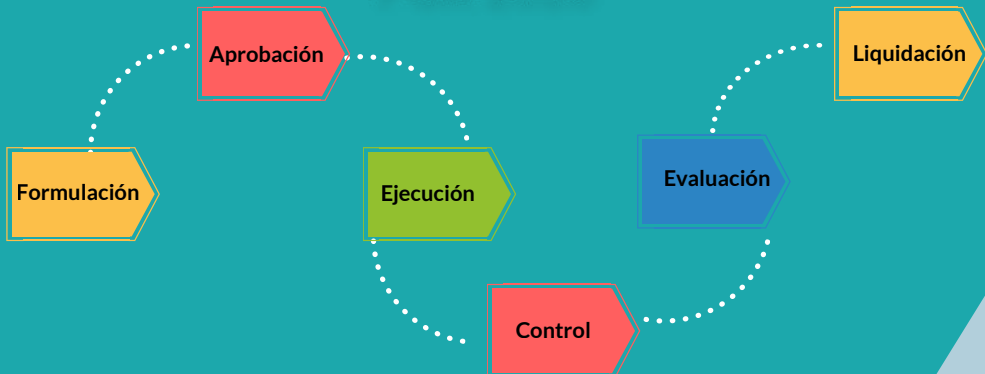 Formulación
Aprobación
Ejecución
Control
Evaluación
Liquidación